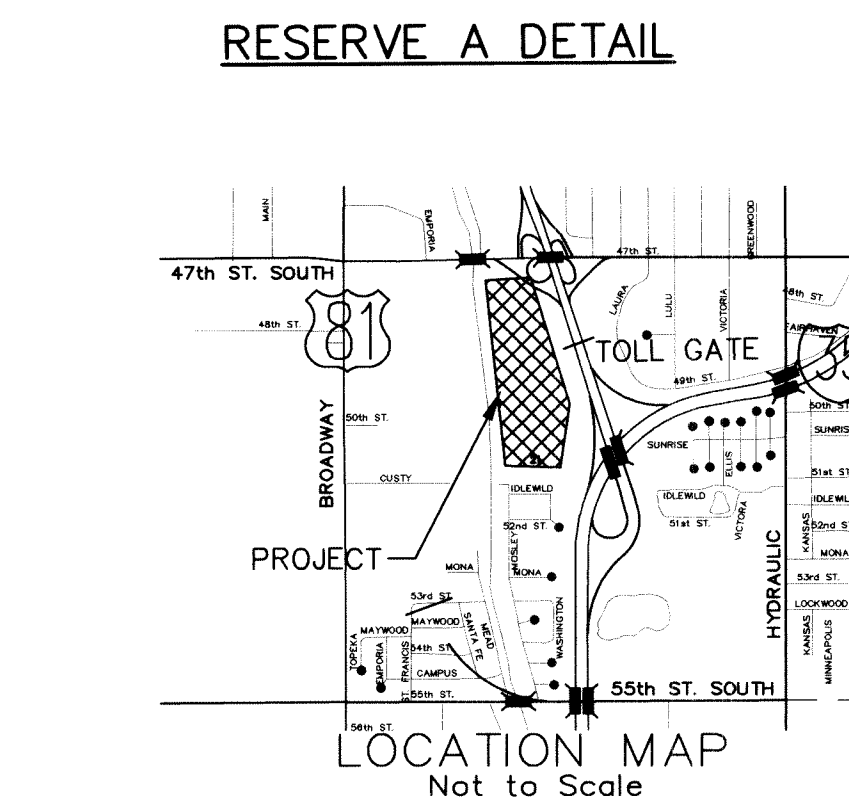 RESERVE A DETAIL
MAIN
EMPORIA
GREENWOOD
47th ST.
47th ST. SOUTH
48th ST.
81
LAURA
LULU
VICTORIA
48th ST.
FAIRHAVEN
35
TOLL GATE
49th ST.
BROADWAY
50th ST.
50th ST
SUNRIS
SUNRISE
ELLIS
CUSTY
51st ST
IDLEWILD
IDLEWILD
IDLEWIL
51st ST.
VICTORA
52nd ST.
MOSLEY
KANSAS
52nd S
HYDRAULIC
PROJECT
MONA
MONA
MONA
53rd ST.
53rd ST
LOCKWOOD
MAYWOOD
MAYWOOD
MEAD
SANTA FE
WASHINGTON
KANSAS
MINNEAPOLIS
TOPEKA
EMPORIA
FRANCIS
ST.
54th ST
CAMPUS
55th ST.
55th ST. SOUTH
56th ST.
LOCATION MAP
Not to Scale